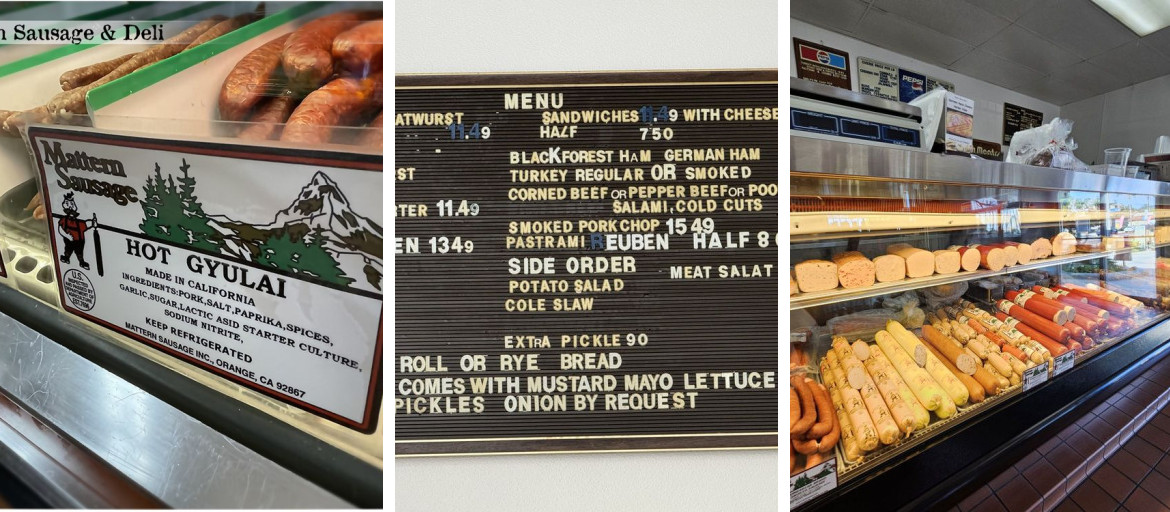 n Sausage & Deli
Mattern
Sausage
HOT GYULAI
MADE IN CALIFORNIA
INGREDIENTS:PORK,SALT,PAPRIKA,SPICES,
GARLIC,SUGAR,LACTIC ASID STARTER CULTURE,
SODIUM NITRITE,
KEEP REFRIGERATED
MATTERN SAUSAGE INC., ORANGE, CA 92867
U.S.
MENU
ATWURST SANDWICHES 11.49 WITH CHEESE
11.49 HALF 750
BLACKFOREST HAM GERMAN HAM
ST TURKEY REGULAR OR SMOKED
CORNED BEEF OR PEPPER BEEF OR POO
RTER 11.49 SALAMI, COLD CUTS
SMOKED PORK CHOP 1549
EN 1349 PASTRAMI REUBEN HALF 8
SIDE ORDER MEAT SALAT
POTATO SALAD
COLE SLAW
EXTRA PICKLE 90
ROLL OR RYE BREAD
COMES WITH MUSTARD MAYO LETTUCE
PICKLES ONION BY REQUEST
PEPSI